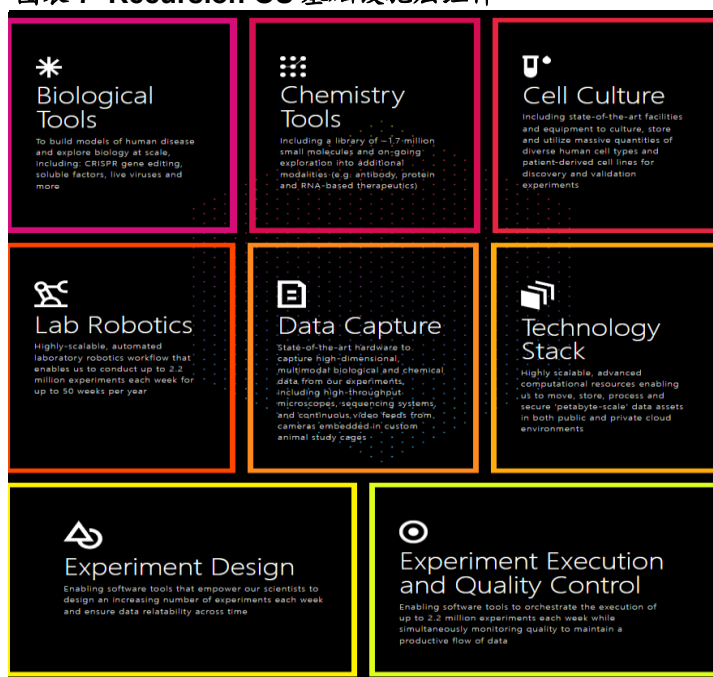 Recursion OS
Biological
Tools
To build models of human disease
and explore biology at scale,
including: CRISPR gene editing,
soluble factors, live viruses and
more
Chemistry
Tools
Including a library of ~1.7 million
small molecules and on-going
exploration into additional
modalities (e.g. antibody, protein
and RNA-based therapeutics)
Cell Culture
Including state-of-the-art facilities
and equipment to culture, store
and utilize massive quantities of
diverse human cell types and
patient-derived cell lines for
discovery and validation
experiments
Lab Robotics
Highly-scalable, automated
laboratory robotics workflow that
enables us to conduct up to 2.2
million experiments each week for
up to 50 weeks per year
Data Capture
State-of-the-art hardware to
capture high-dimensional,
multimodal biological and chemical
data from our experiments,
including high-throughput
microscopes, sequencing systems,
and continuous video feeds from
cameras embedded in custom
animal study cages
Technology
Stack
Highly scalable, advanced
computational resources enabling
us to move, store, process and
secure 'petabyte-scale' data assets
in both public and private cloud
environments
Experiment Design
Enabling software tools that empower our scientists to
design an increasing number of experiments each week
and ensure data relatability across time
Experiment Execution
and Quality Control
Enabling software tools to orchestrate the execution of
up to 2.2 million experiments each week while
simultaneously monitoring quality to maintain a
productive flow of data